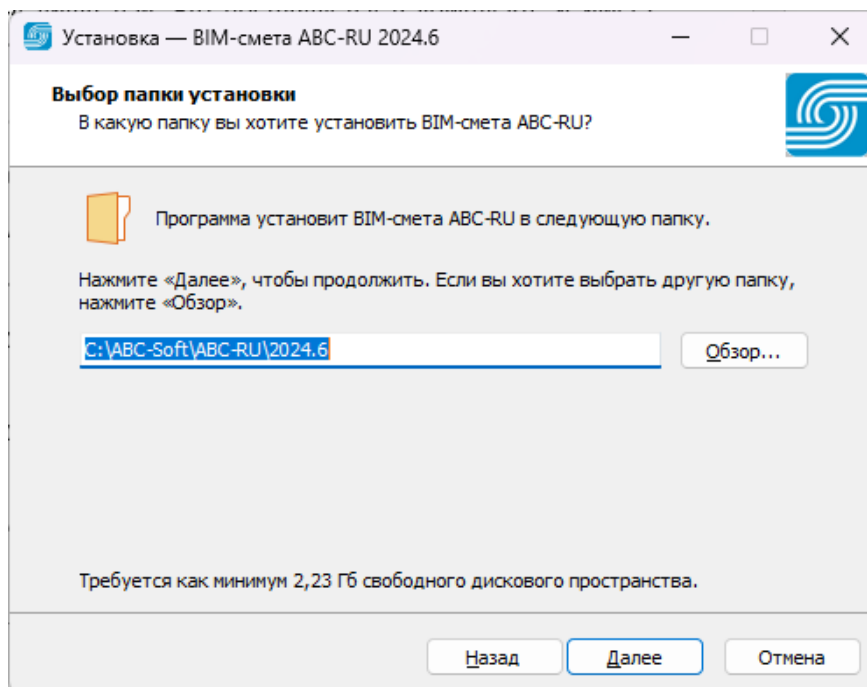 Установка — BIM-смета ABC-RU 2024.6
Выбор папки установки
В какую папку вы хотите установить BIM-смета ABC-RU?
Программа установит BIM-смета ABC-RU в следующую папку.
Нажмите «Далее», чтобы продолжить. Если вы хотите выбрать другую папку,
нажмите «Обзор».
C:\ABC-Soft\ABC-RU\2024.6
Обзор...
Требуется как минимум 2,23 Гб свободного дискового пространства.
Назад
Далее
Отмена